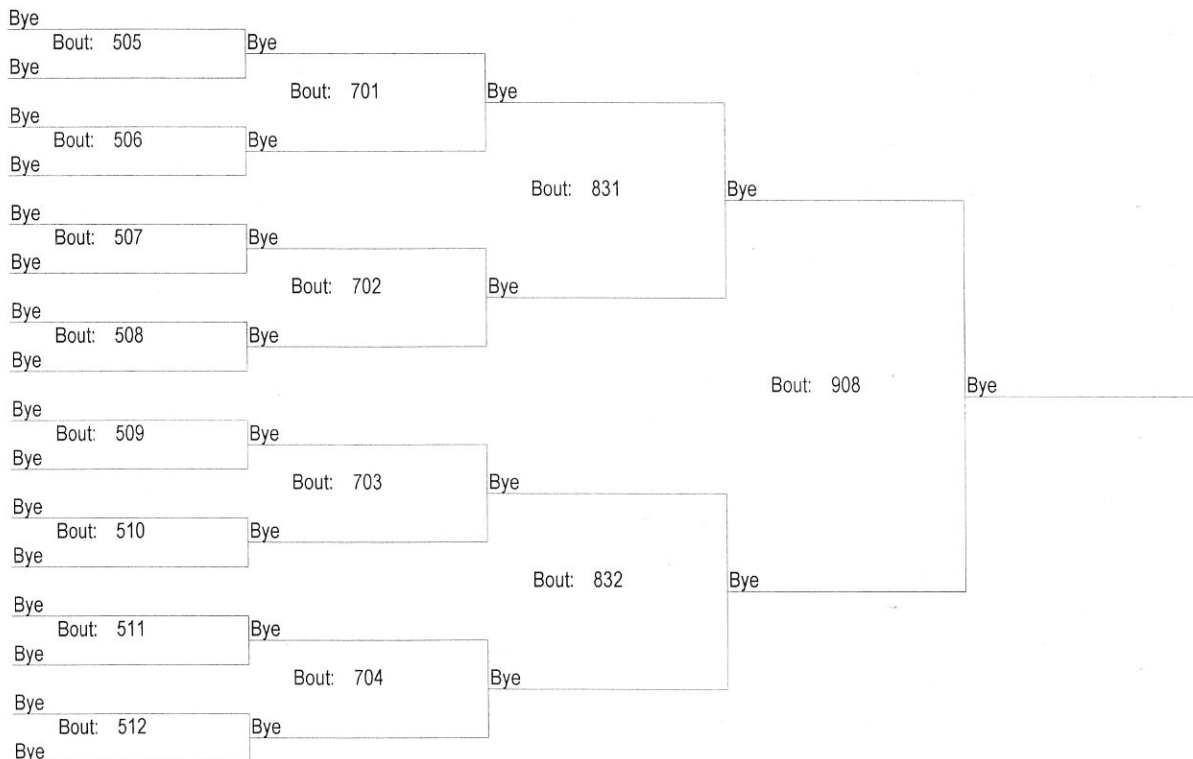 Bye
Bout: 505
Bye
Bye
Bout: 701
Bye
Bye
Bout: 506
Bye
Bye
Bout: 831
Bye
Bye
Bout: 507
Bye
Bye
Bout: 702
Bye
Bye
Bout: 508
Bye
Bye
Bout: 908
Bye
Bye
Bout: 509
Bye
Bye
Bout: 703
Bye
Bye
Bout: 510
Bye
Bye
Bout: 832
Bye
Bye
Bout: 511
Bye
Bye
Bout: 704
Bye
Bye
Bout: 512
Bye
Bye